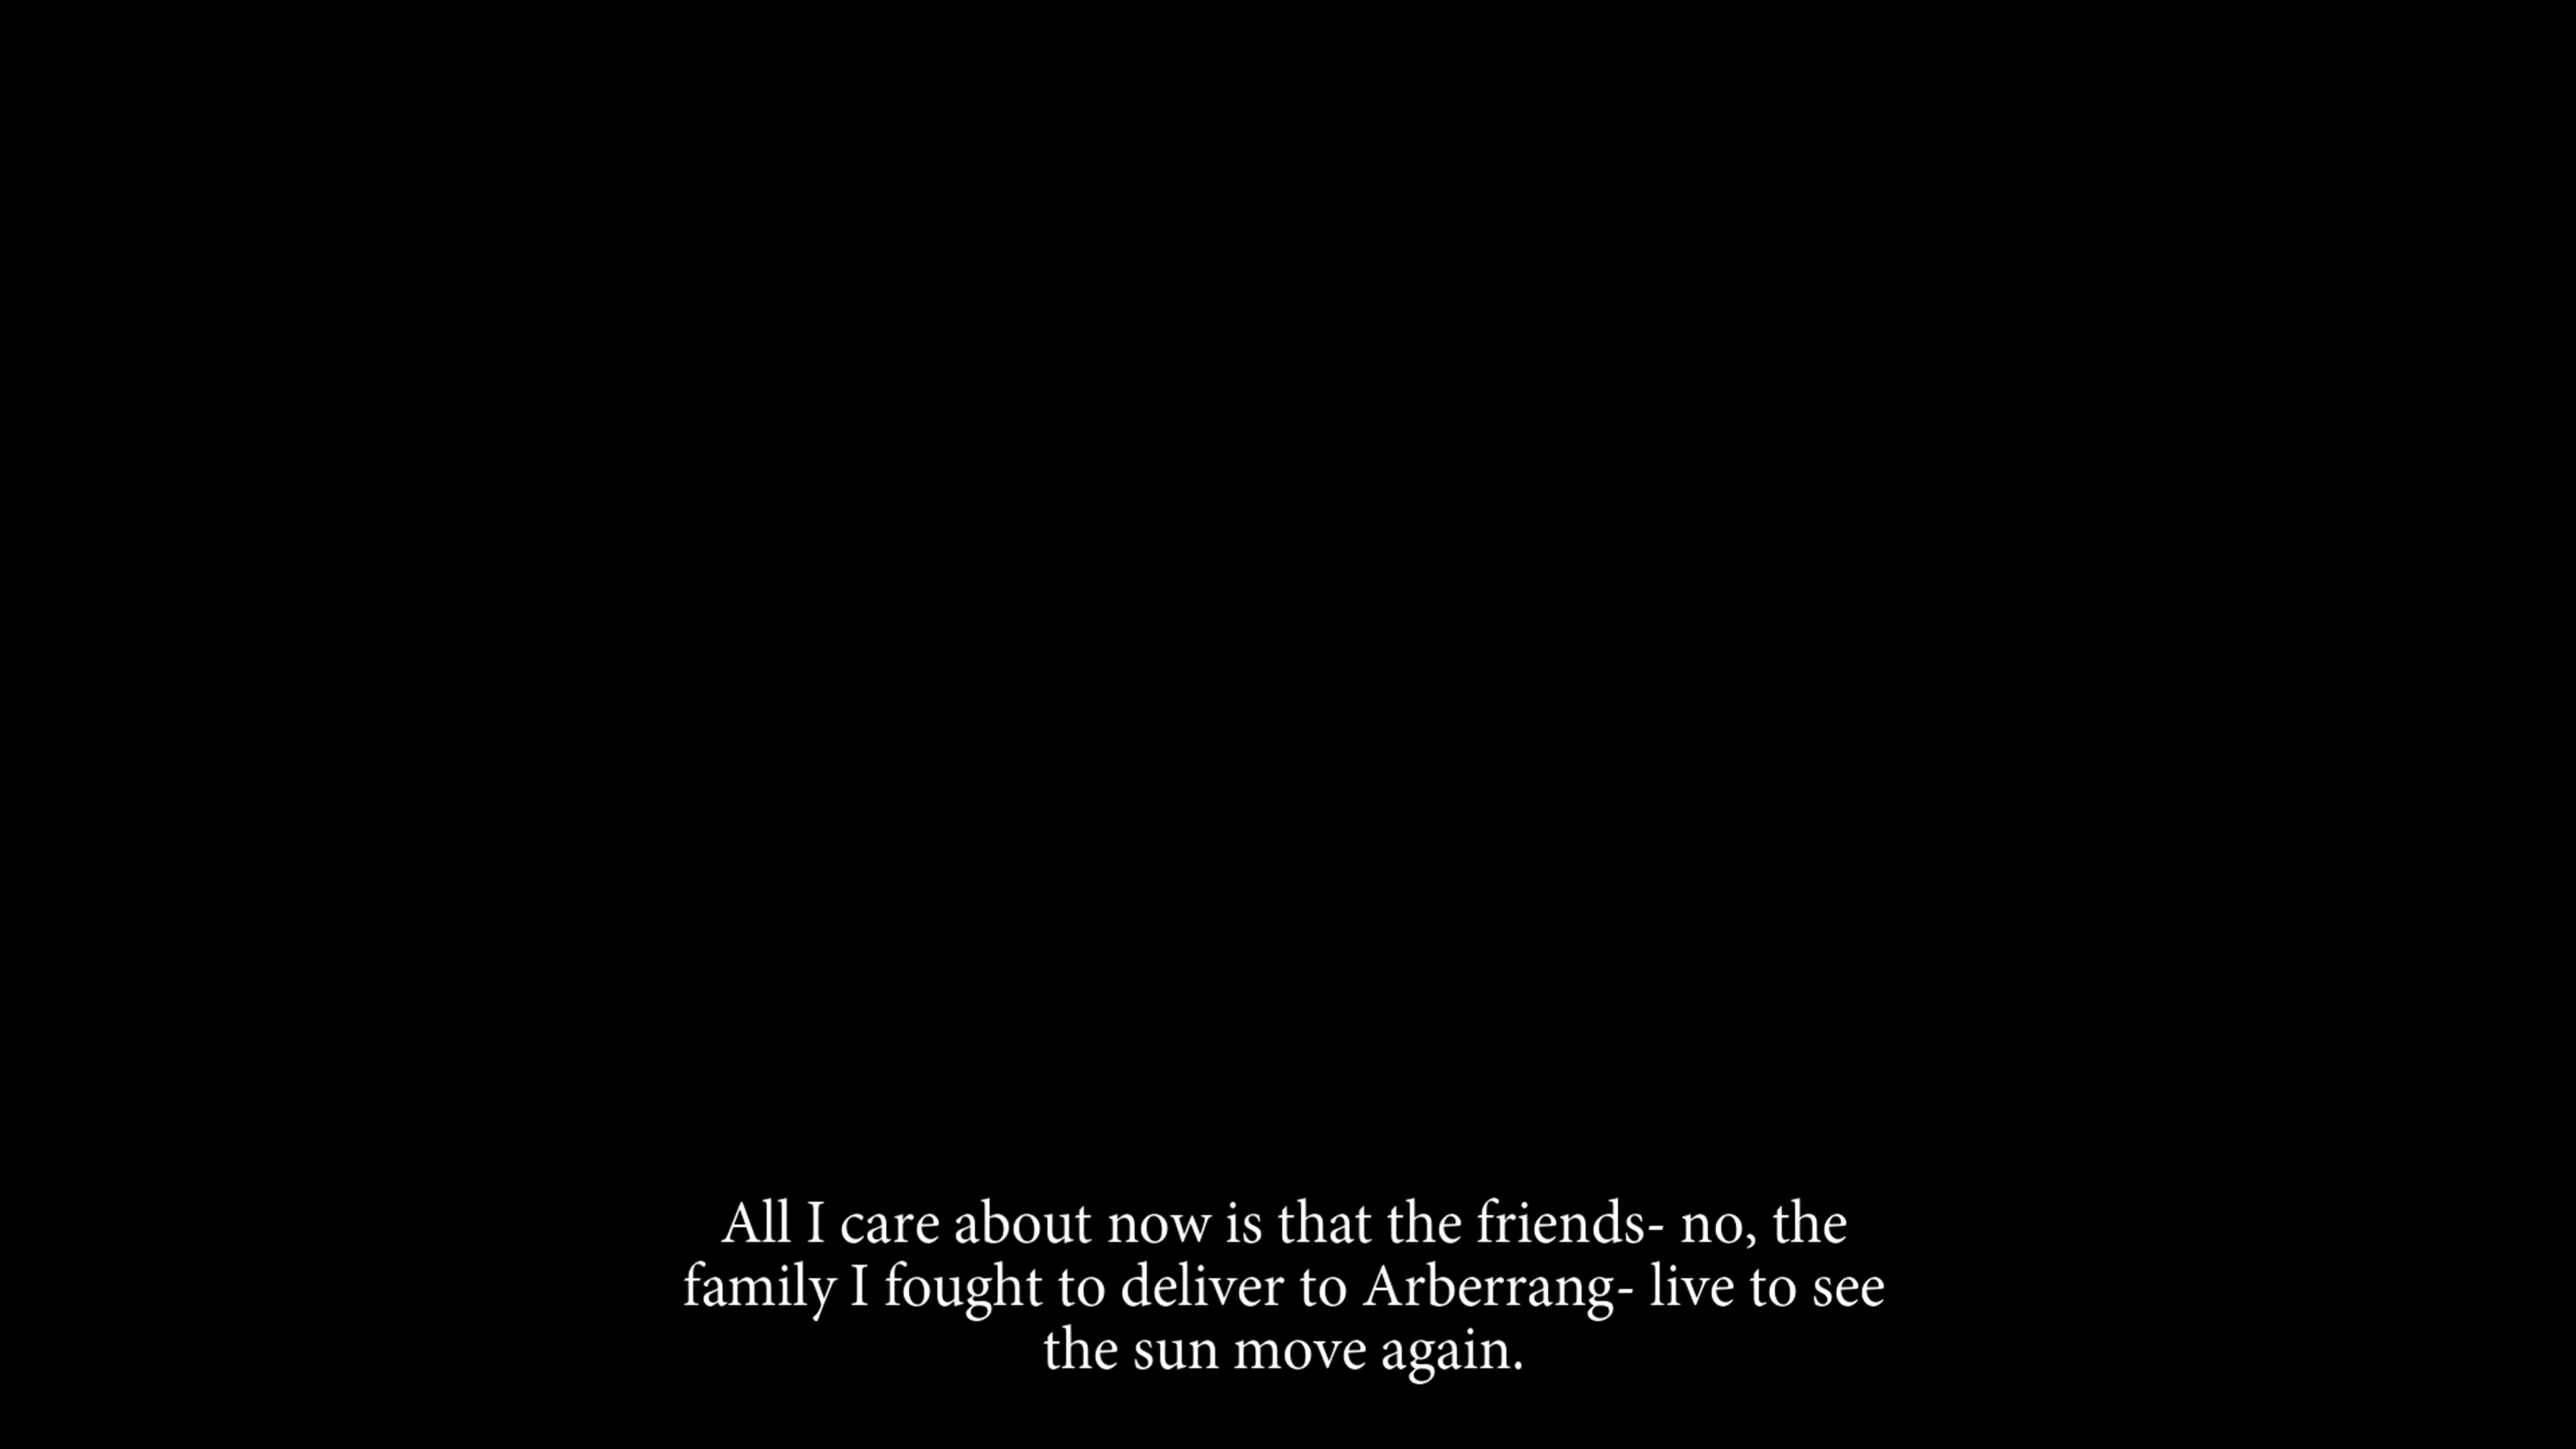 All I care about now is that the friends- no, the
family I fought to deliver to Arberrang- live to see
the sun move again.